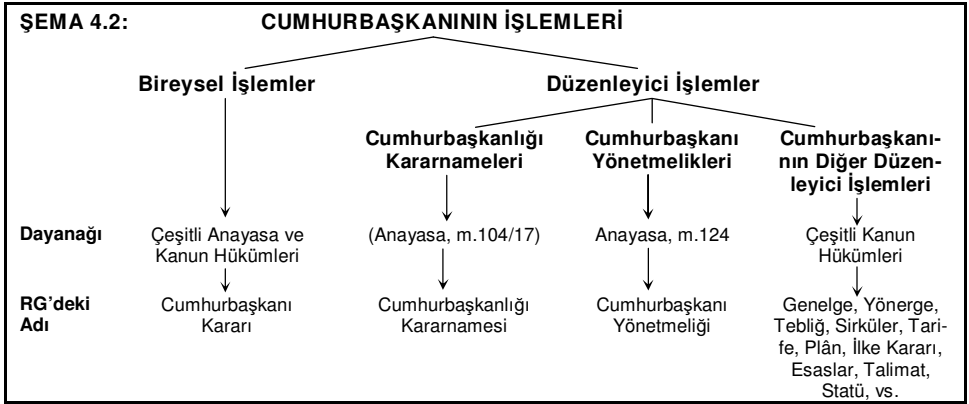 ŞEMA 4.2: CUMHURBAŞKANININ İŞLEMLERİ
Bireysel İşlemler Düzenleyici İşlemler
Cumhurbaşkanlığı Cumhurbaşkanı Cumhurbaşkanı-
Kararnameleri Yönetmelikleri nın Diğer Düzen-
leyici İşlemleri
Dayanağı Çeşitli Anayasa ve (Anayasa, m.104/17) Anayasa, m.124 Çeşitli Kanun
Kanun Hükümleri Hükümleri
RG’deki Cumhurbaşkanı Cumhurbaşkanlığı Cumhurbaşkanı Genelge, Yönerge,
Adı Kararı Kararnamesi Yönetmeliği Tebliğ, Sirküler, Tari-
fe, Plân, İlke Kararı,
Esaslar, Talimat,
Statü, vs.